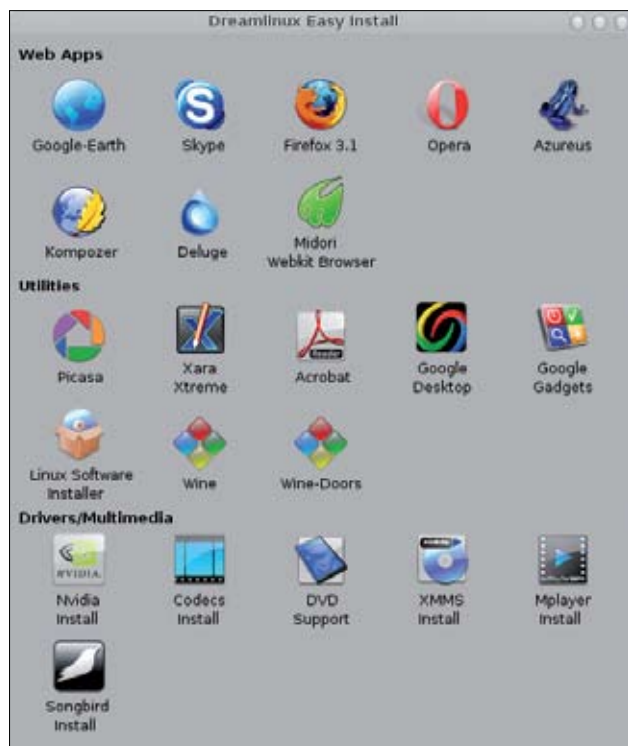 Dreamlinux Easy Install
Web Apps
Google-Earth
Skype
Firefox 3.1
Opera
Azureus
Kompozer
Deluge
Midori
Webkit Browser
Utilities
Picasa
Xara
Xtreme
Acrobat
Google
Desktop
Google
Gadgets
Linux Software
Installer
Wine
Wine-Doors
Drivers/Multimedia
NVIDIA.
Nvidia
Install
Codecs
Install
DVD
Support
XMMS
Install
Mplayer
Install
Songbird
Install